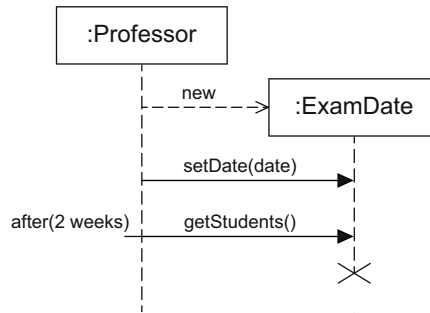 :Professor
new
:ExamDate
setDate(date)
after(2 weeks)
getStudents()